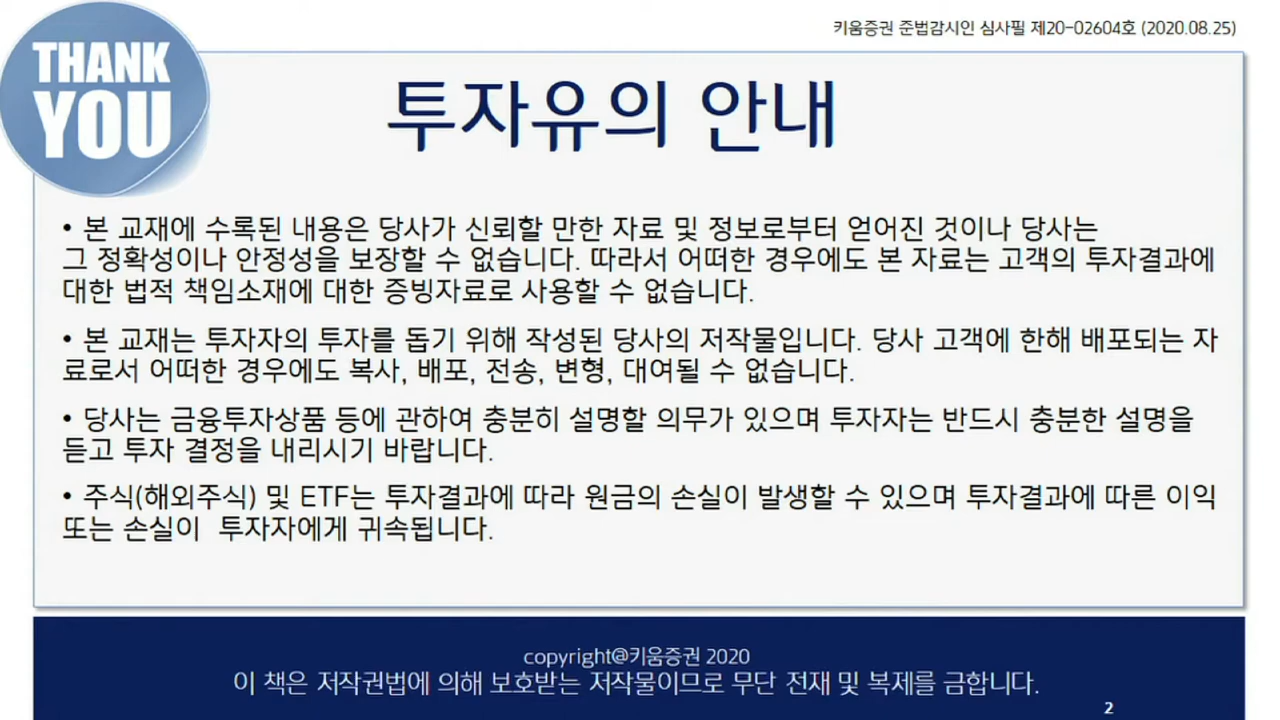 키움증권 준법감시인 심사필 제20-02604호 (2020.08.25)
THANK
YOU
투자유의 안내
• 본 교재에 수록된 내용은 당사가 신뢰할 만한 자료 및 정보로부터 얻어진 것이나 당사는
그 정확성이나 안정성을 보장할 수 없습니다. 따라서 어떠한 경우에도 본 자료는 고객의 투자결과에
대한 법적 책임소재에 대한 증빙자료로 사용할 수 없습니다.
• 본 교재는 투자자의 투자를 돕기 위해 작성된 당사의 저작물입니다. 당사 고객에 한해 배포되는 자
료로서 어떠한 경우에도 복사, 배포, 전송, 변형, 대여될 수 없습니다.
• 당사는 금융투자상품 등에 관하여 충분히 설명할 의무가 있으며 투자자는 반드시 충분한 설명을
듣고 투자 결정을 내리시기 바랍니다.
• 주식(해외주식) 및 ETF는 투자결과에 따라 원금의 손실이 발생할 수 있으며 투자결과에 따른 이익
또는 손실이  투자자에게 귀속됩니다.
copyright@키움증권 2020
이 책은 저작권법에 의해 보호받는 저작물이므로 무단 전재 및 복제를 금합니다.
2